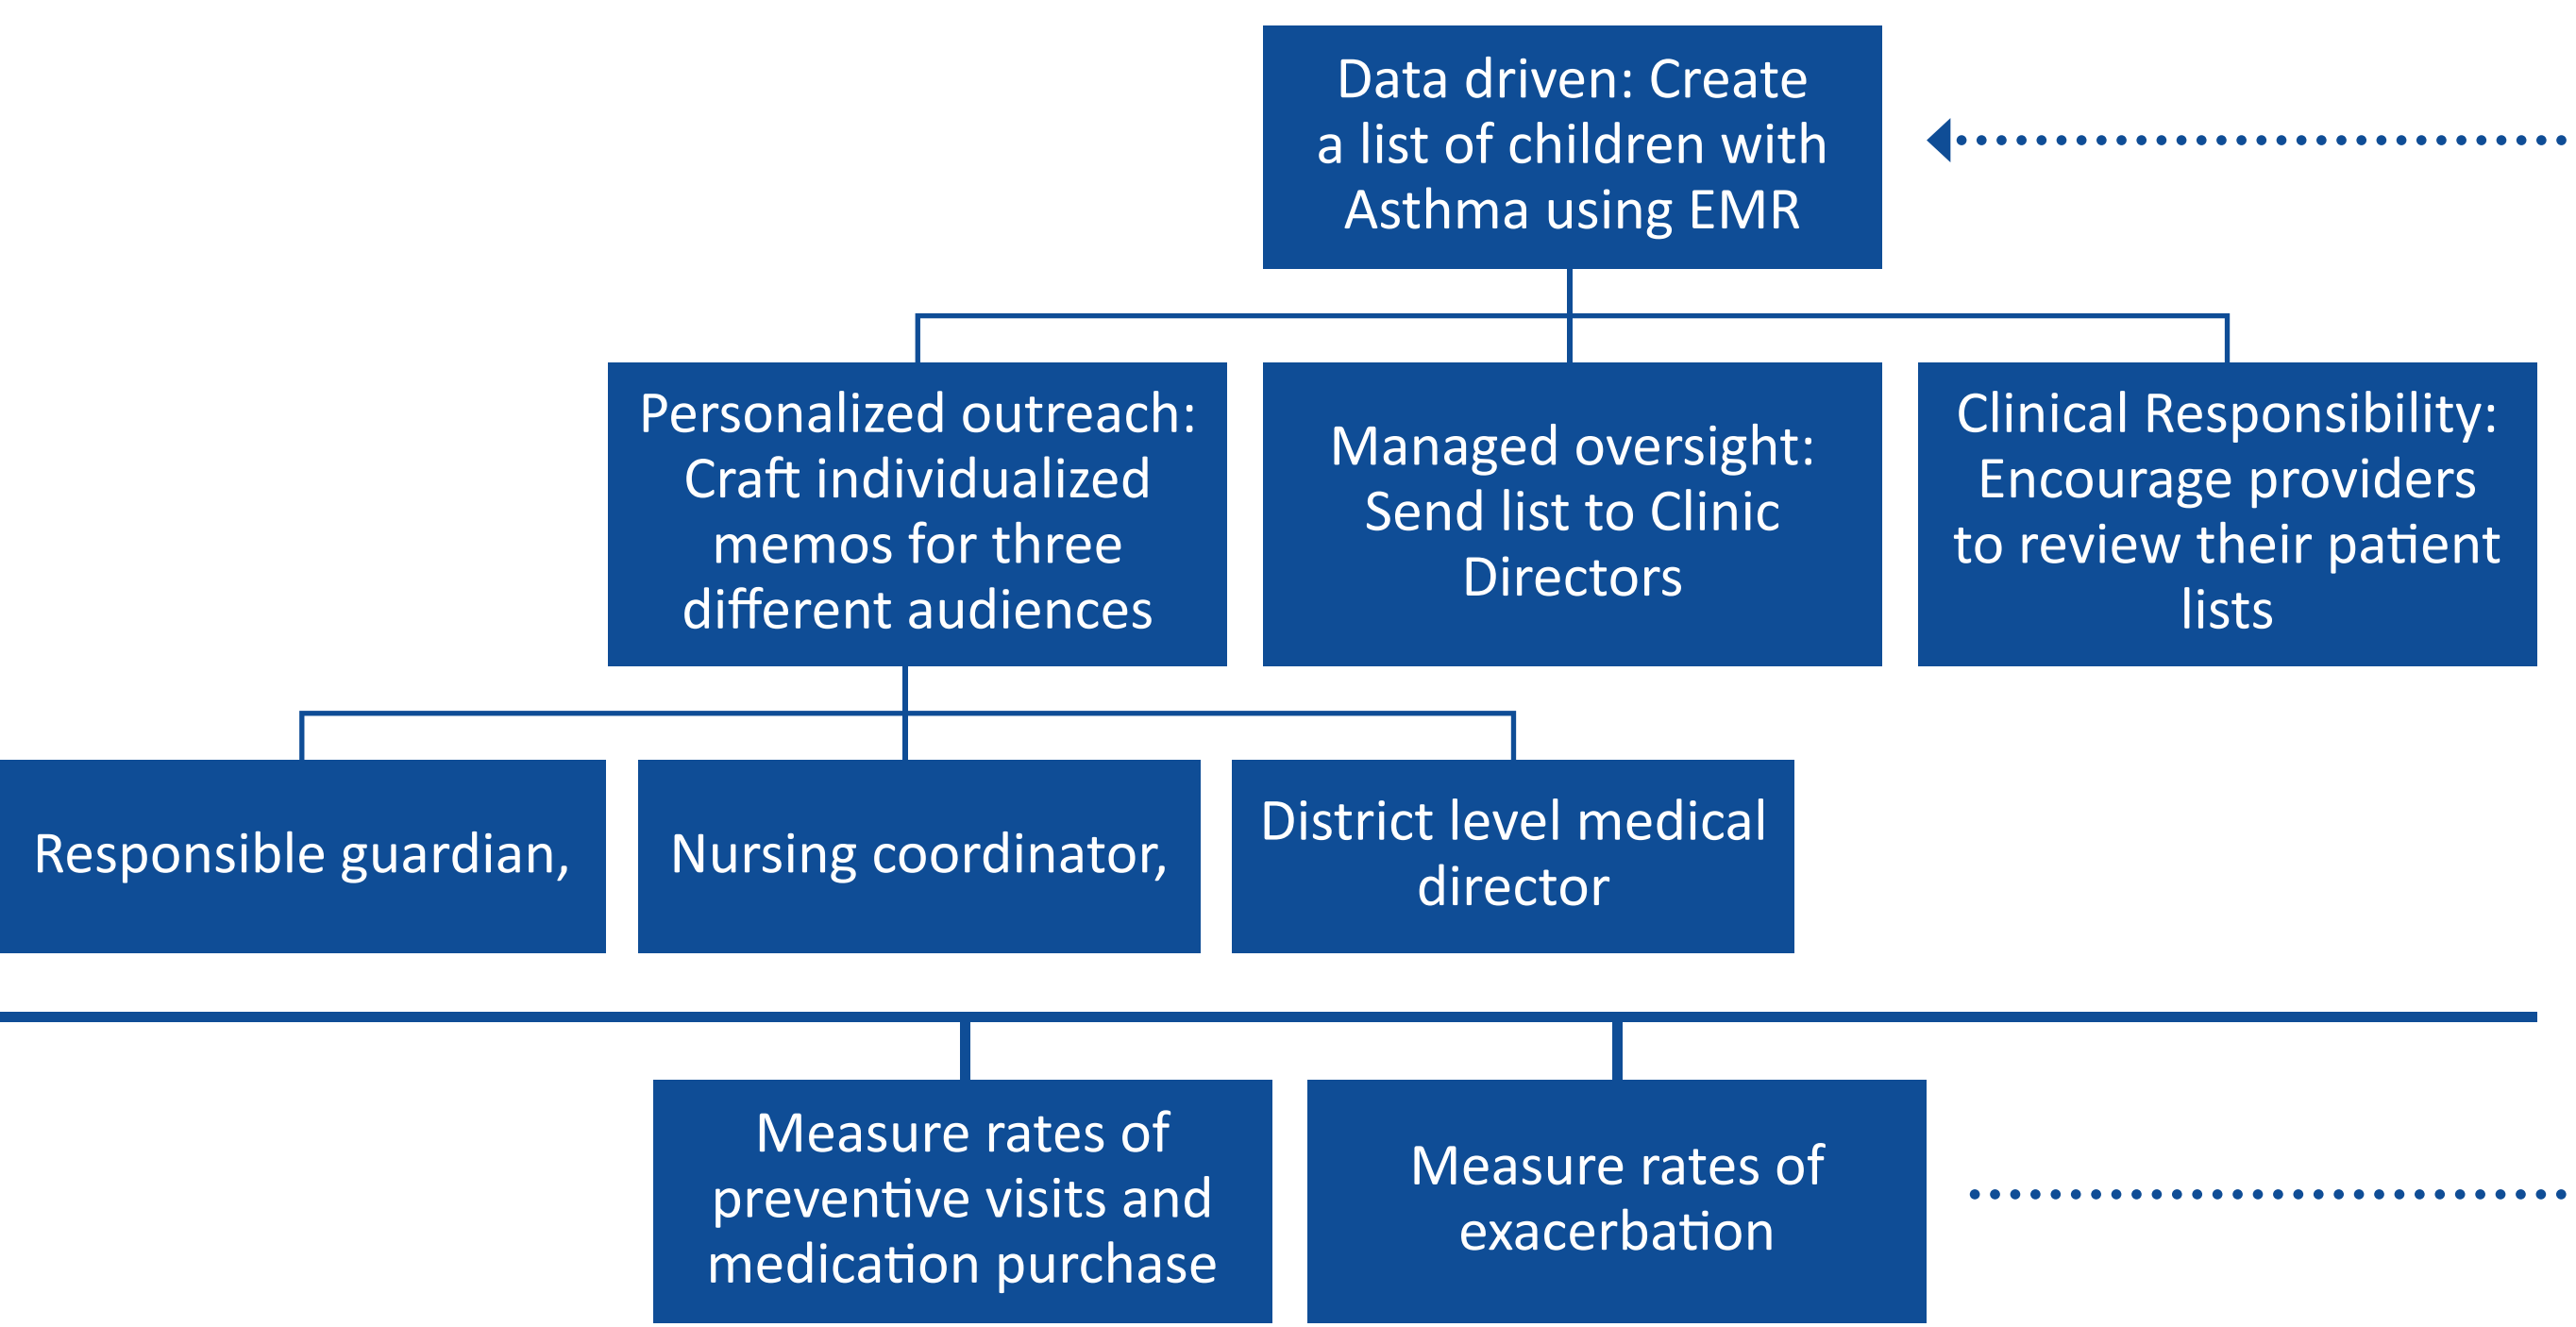 Data driven: Create
a list of children with
Asthma using EMR
Personalized outreach:
Craft individualized
memos for three
different audiences
Managed oversight:
Send list to Clinic
Directors
Clinical Responsibility:
Encourage providers
to review their patient
lists
Responsible guardian,
Nursing coordinator,
District level medical
director
Measure rates of
preventive visits and
medication purchase
Measure rates of
exacerbation